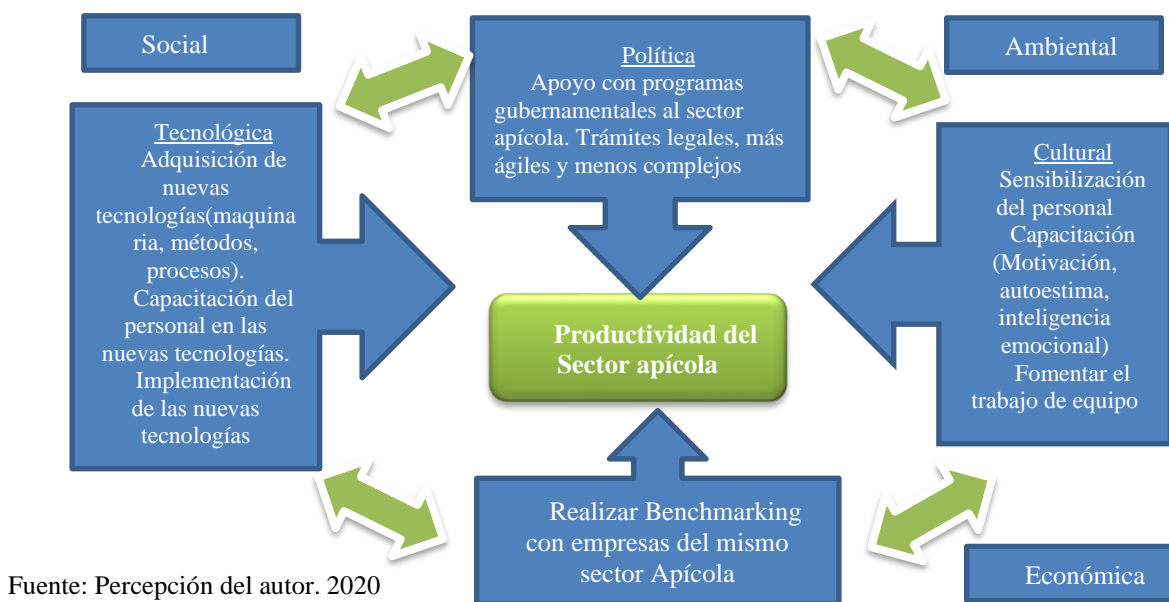 Social
Política
Apoyo con programas
gubernamentales al sector
apícola. Trámites legales, más
ágiles y menos complejos
Ambiental
Tecnológica
Adquisición de
nuevas
tecnologías(maquina
ria, métodos,
procesos).
Capacitación del
personal en las
nuevas tecnologías.
Implementación
de las nuevas
tecnologías
Cultural
Sensibilización
del personal
Capacitación
(Motivación,
autoestima,
inteligencia
emocional)
Fomentar el
trabajo de equipo
Productividad del
Sector apícola
Realizar Benchmarking
con empresas del mismo
sector Apícola
Económica
Fuente: Percepción del autor. 2020